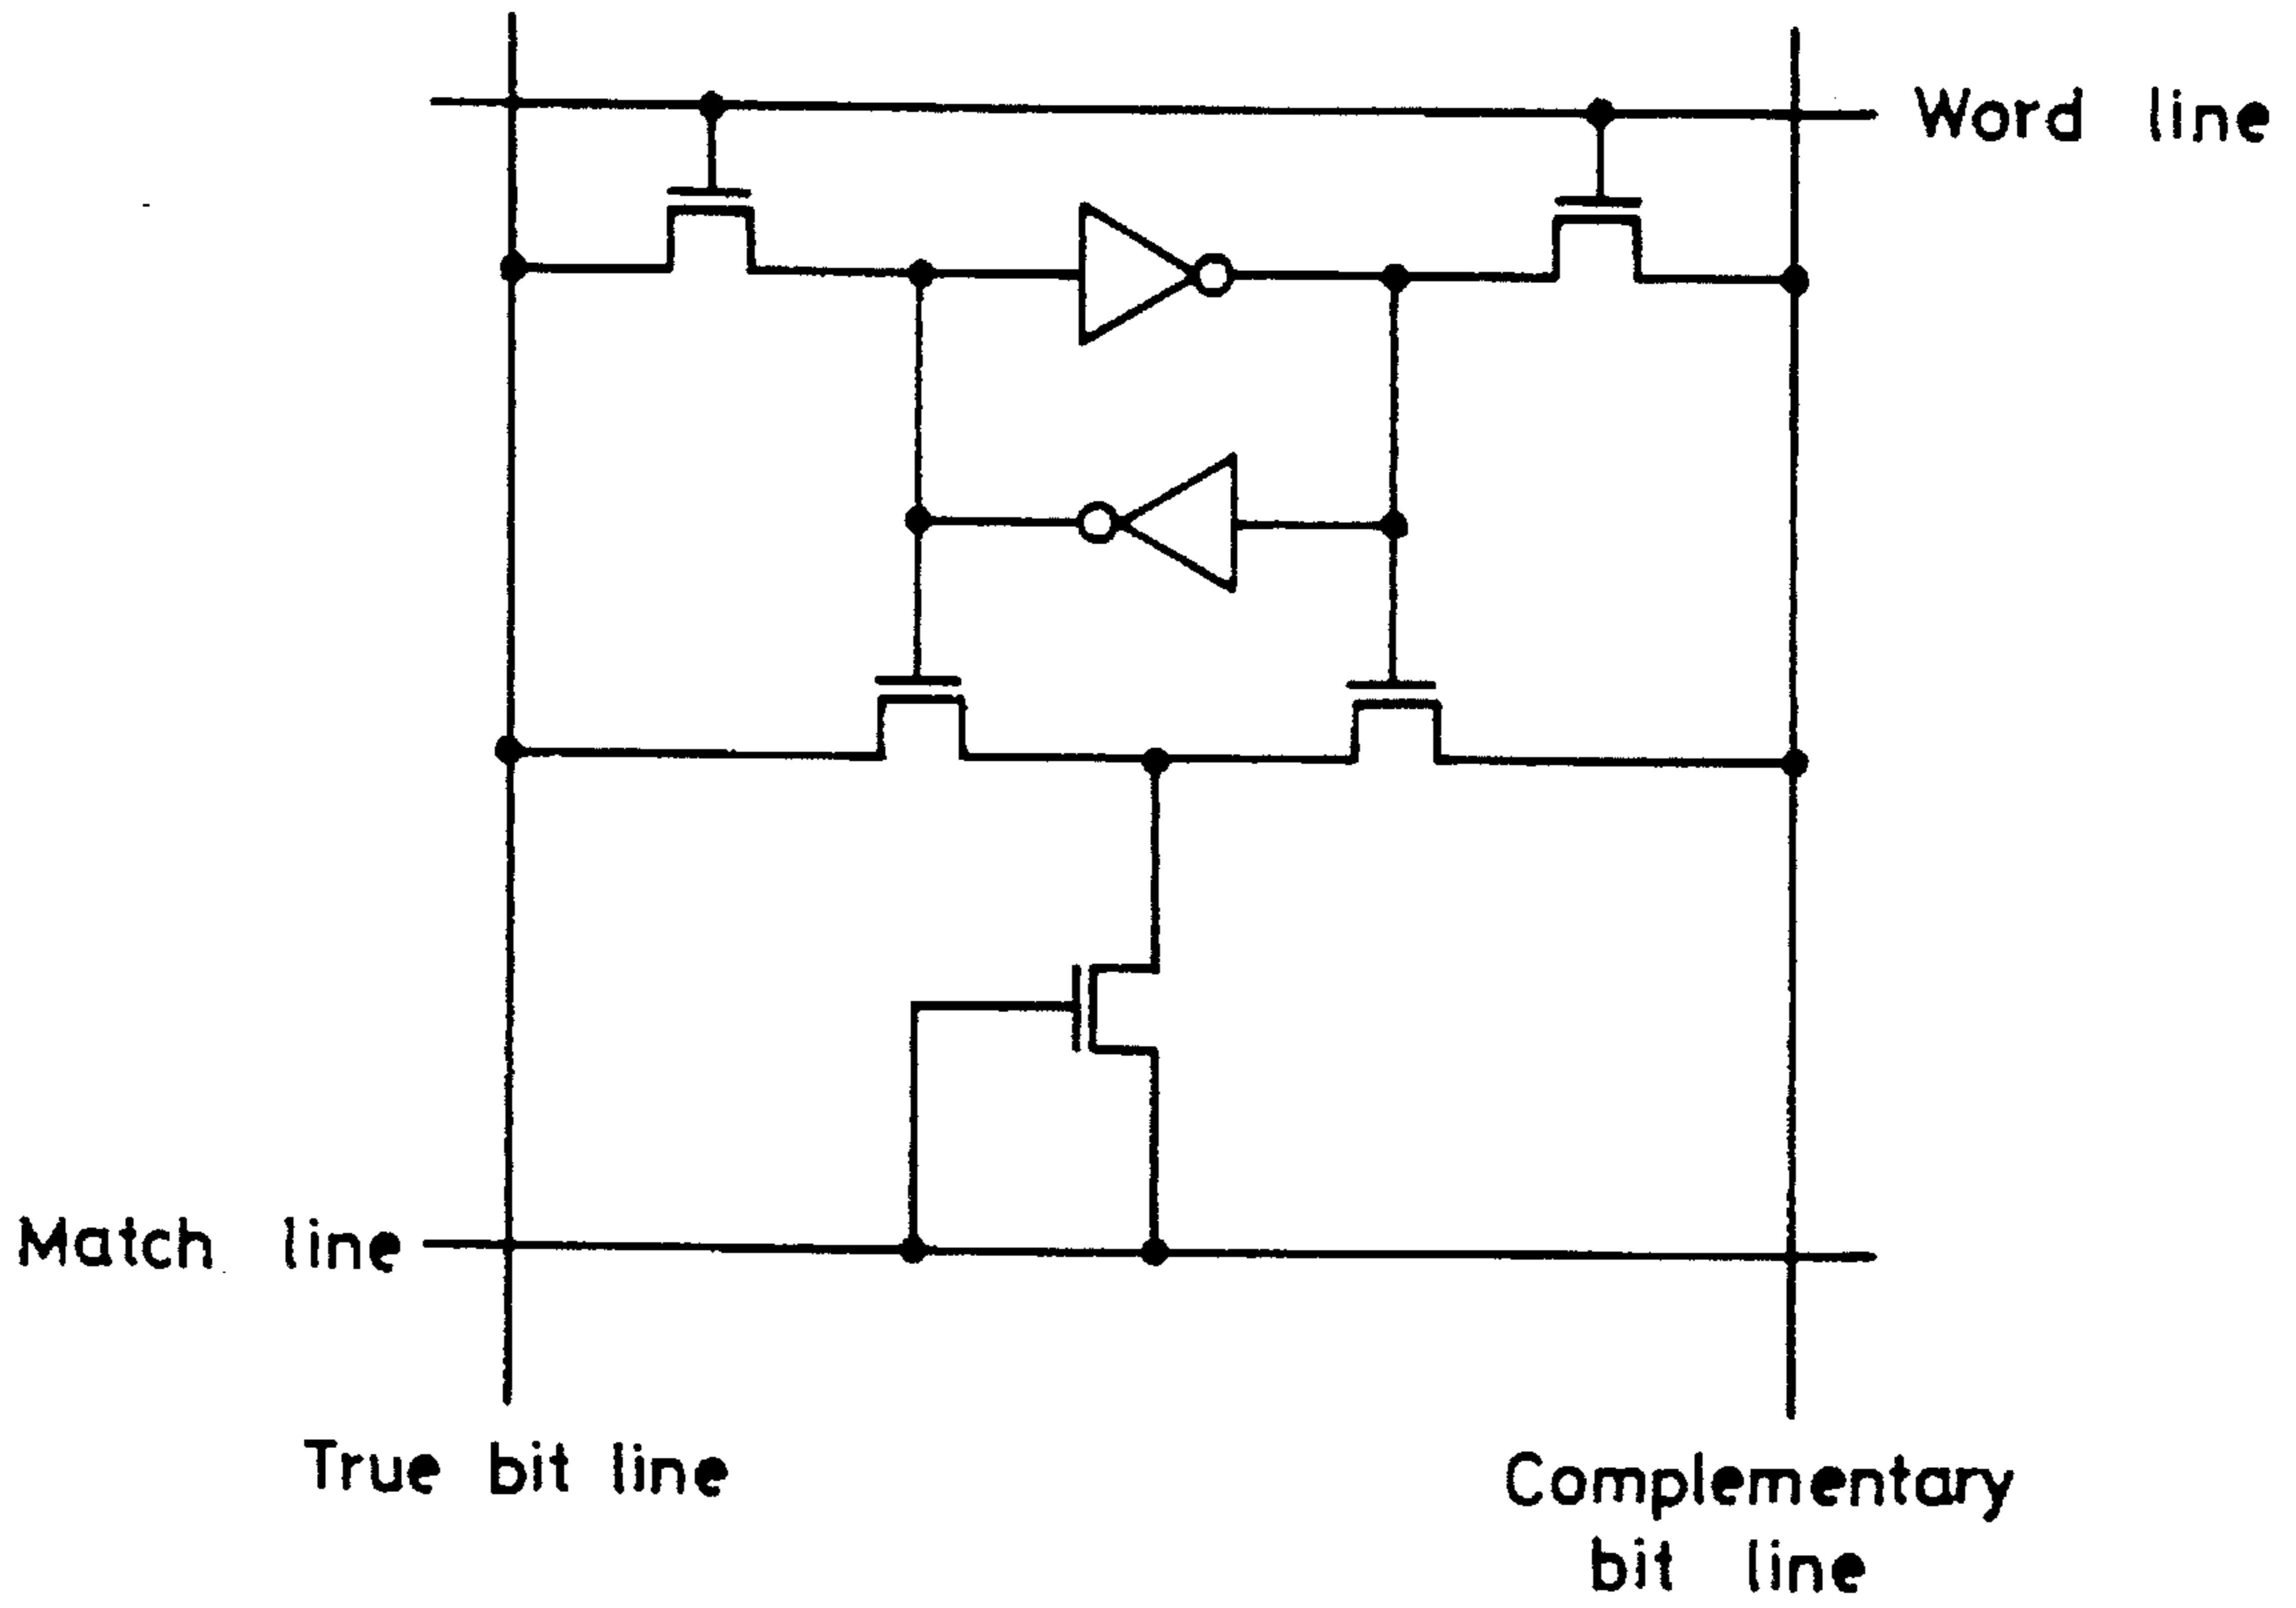 Word line
Match line
True bit line
Complementary
bit line